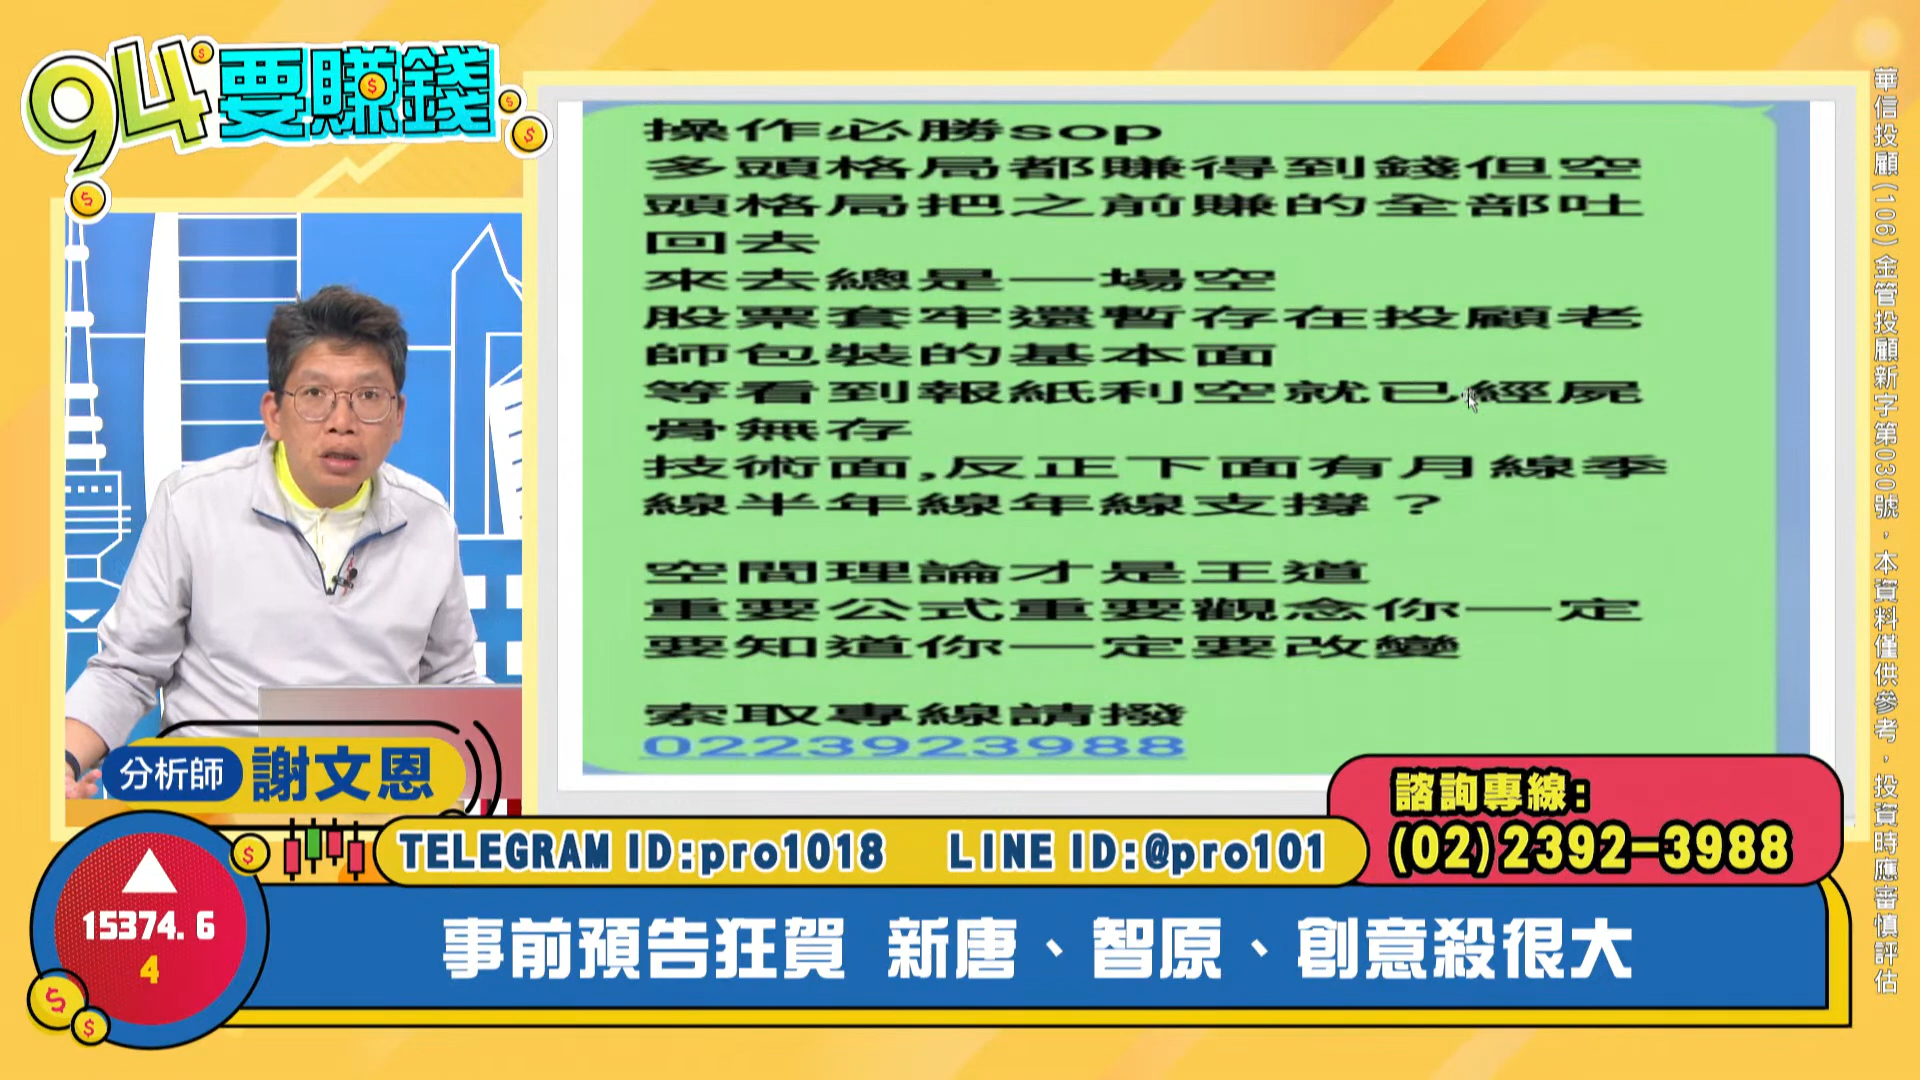 94要賺錢
操作必勝sop
多頭格局都賺得到錢但空
頭格局把之前賺的全部吐
回去
來去總是一場空
股票套牢還暫存在投顧老
師包裝的基本面
等看到報紙利空就已經屍
骨無存
技術面,反正下面有月線季
線半年線年線支撐？
空間理論才是王道
重要公式重要觀念你一定
要知道你一定要改變
索取專線請撥
0223923988
華信投顧(106)金管投顧新字第030號，本資料僅供參考，投資時應審慎評估
分析師 謝文恩
TELEGRAM ID:pro1018 LINE ID:@pro101
諮詢專線:
(02)2392-3988
15374.6
4
事前預告狂賀 新唐、智原、創意殺很大